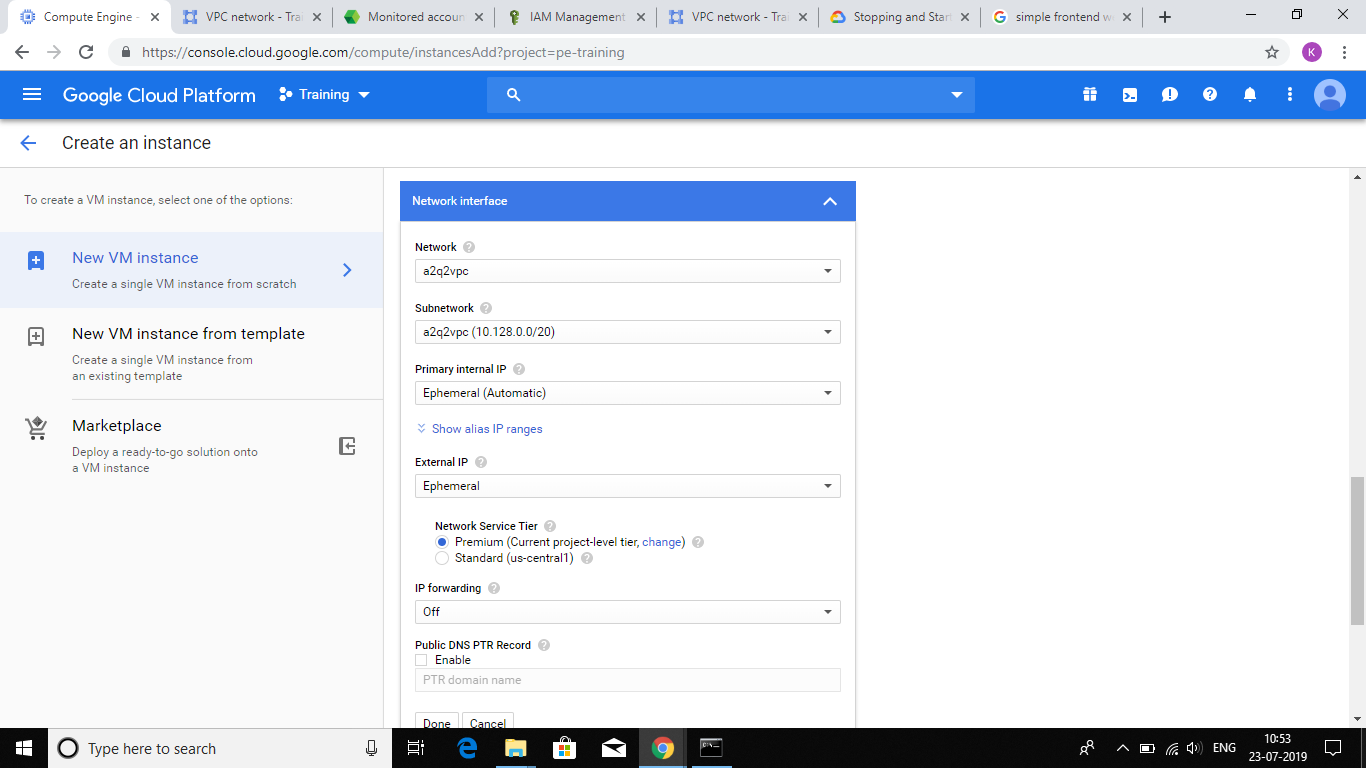 Compute Engine -
VPC network - Tra
Monitored accoun
IAM Management
VPC network - Tra
Stopping and Star
simple frontend w
https://console.cloud.google.com/compute/instancesAdd?project=pe-training
K
Google Cloud Platform
Training
Create an instance
To create a VM instance, select one of the options:
New VM instance
Create a single VM instance from scratch
New VM instance from template
Create a single VM instance from
an existing template
Marketplace
Deploy a ready-to-go solution onto
a VM instance
Network interface
Network
a2q2vpc
Subnetwork
a2q2vpc (10.128.0.0/20)
Primary internal IP
Ephemeral (Automatic)
Show alias IP ranges
External IP
Ephemeral
Network Service Tier
Premium (Current project-level tier, change)
Standard (us-central1)
IP forwarding
Off
Public DNS PTR Record
Enable
PTR domain name
Done Cancel
Type here to search
ENG
10:53
23-07-2019